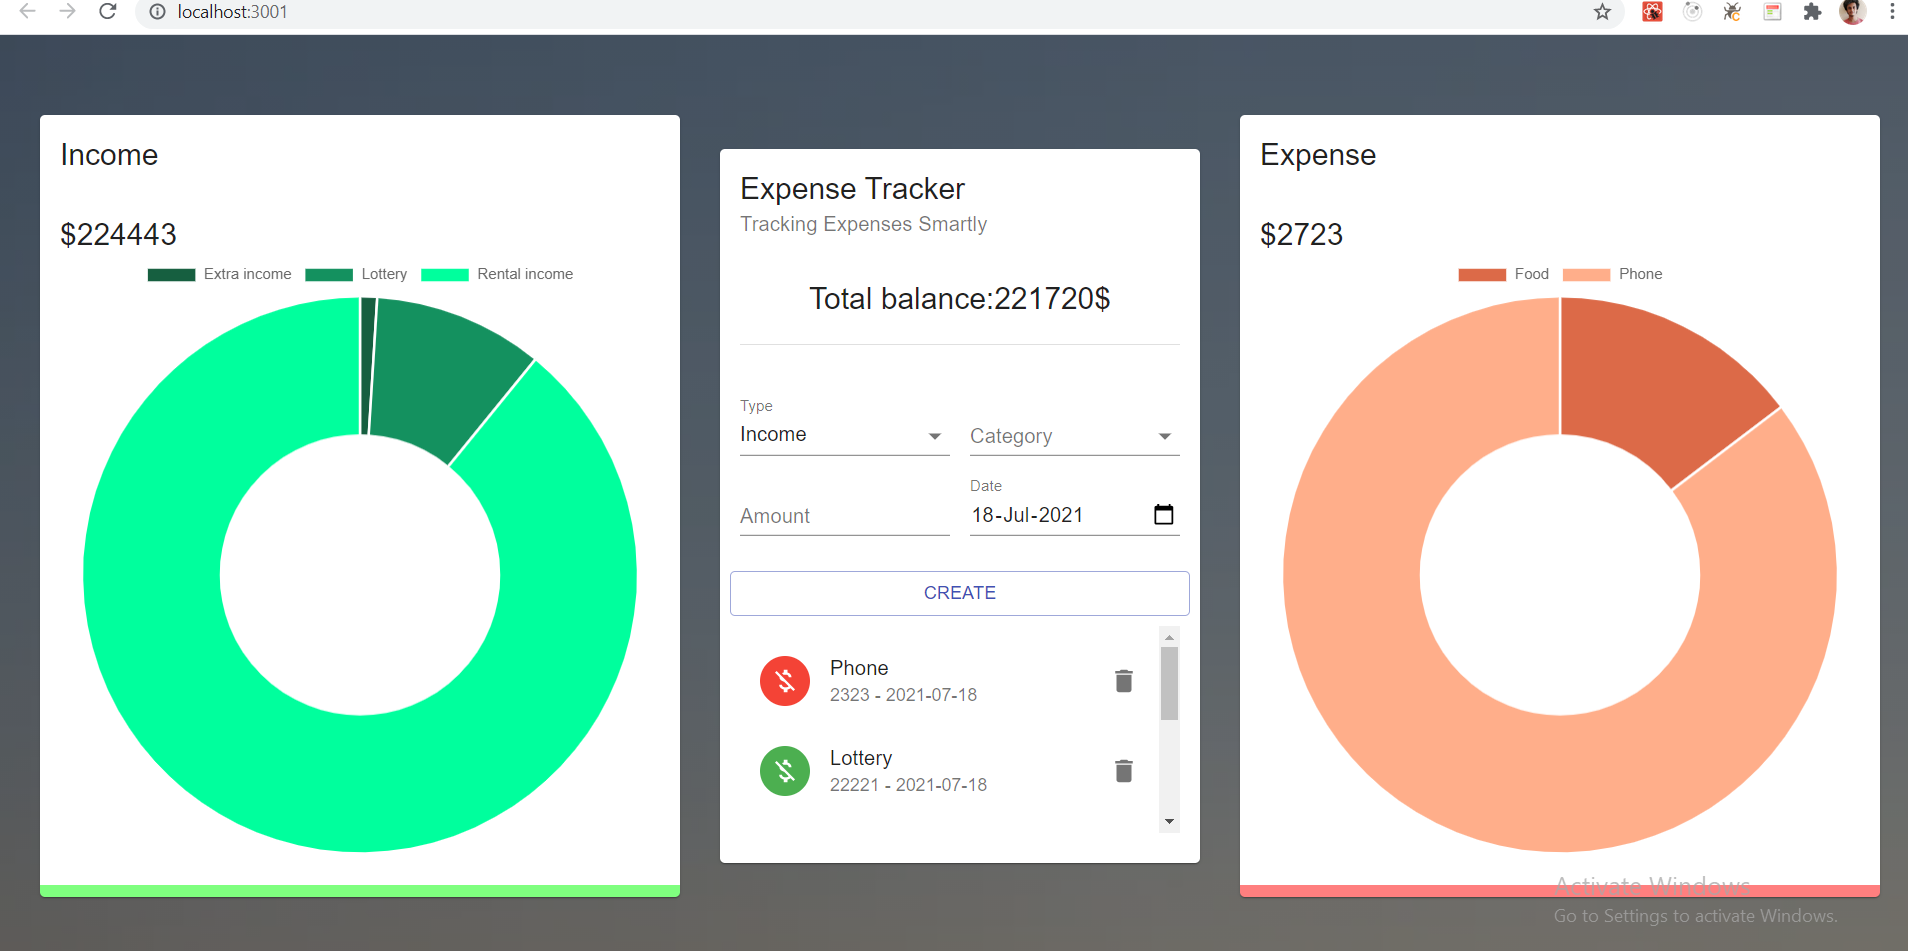 localhost:3001
Income
$224443
Extra income Lottery Rental income
Expense Tracker
Tracking Expenses Smartly
Total balance:221720$
Type
Income
Category
Amount
Date
18-Jul-2021
CREATE
Phone
2323 - 2021-07-18
Lottery
22221 - 2021-07-18
Expense
$2723
Food Phone
Activate Windows
Go to Settings to activate Windows.